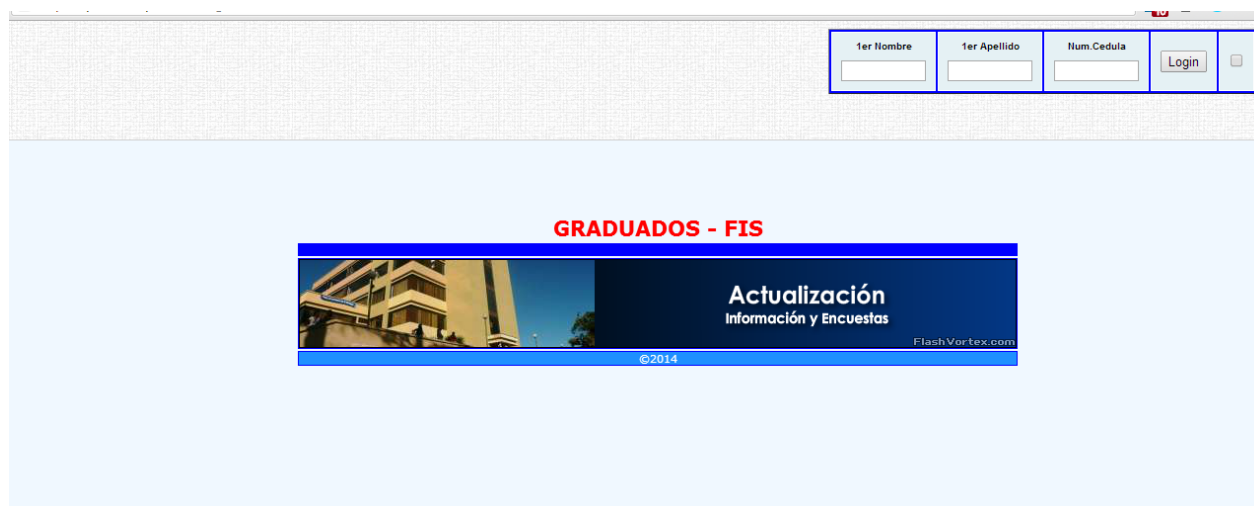 1er Nombre 1er Apellido Num.Cedula
Login
GRADUADOS - FIS
Actualización
Información y Encuestas
FlashVortex.com
©2014